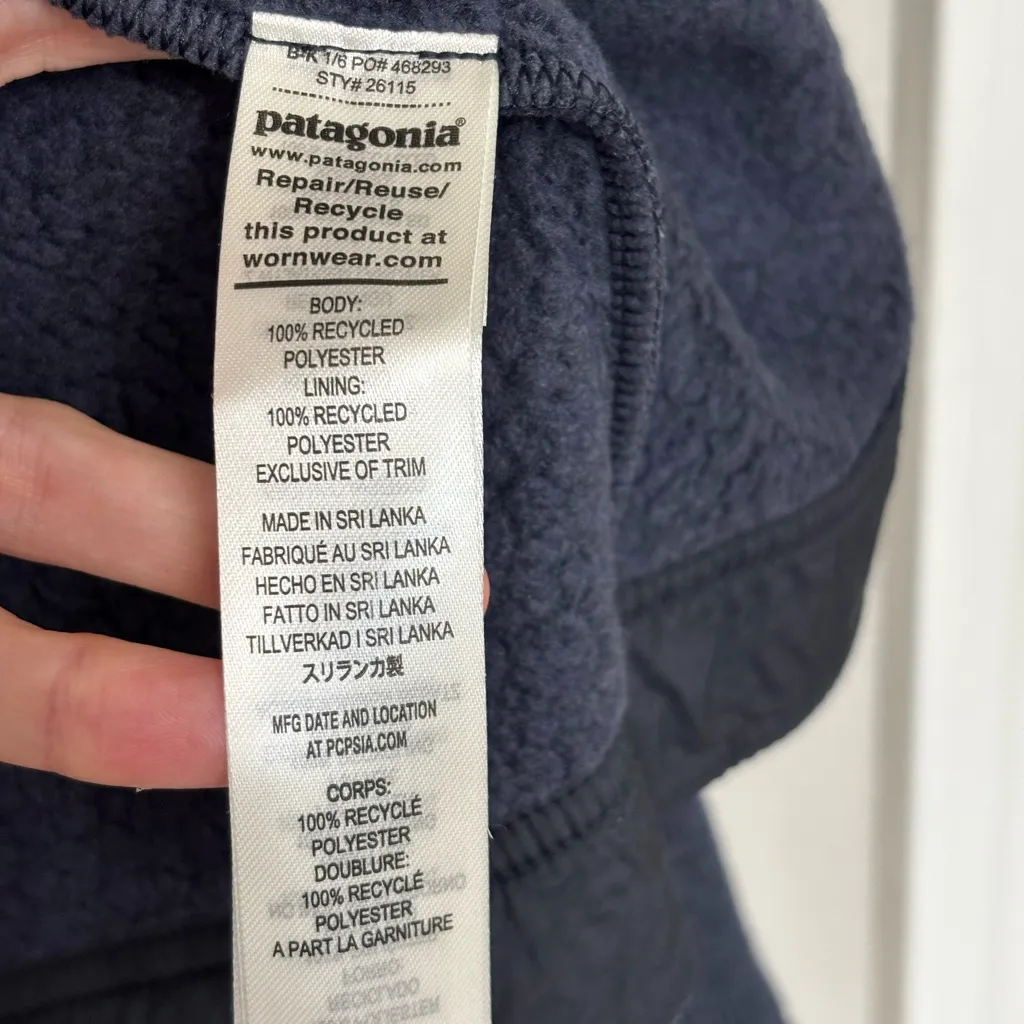 B-K 1/6 PO# 468293
STY# 26115
patagonia®
www.patagonia.com
Repair/Reuse/
Recycle
this product at
wornwear.com
BODY:
100% RECYCLED
POLYESTER
LINING:
100% RECYCLED
POLYESTER
EXCLUSIVE OF TRIM
MADE IN SRI LANKA
FABRIQUÉ AU SRI LANKA
HECHO EN SRI LANKA
FATTO IN SRI LANKA
TILLVERKAD I SRI LANKA
スリランカ製
MFG DATE AND LOCATION
AT PCPSIA.COM
CORPS:
100% RECYCLÉ
POLYESTER
DOUBLURE:
100% RECYCLÉ
POLYESTER
A PART LA GARNITURE